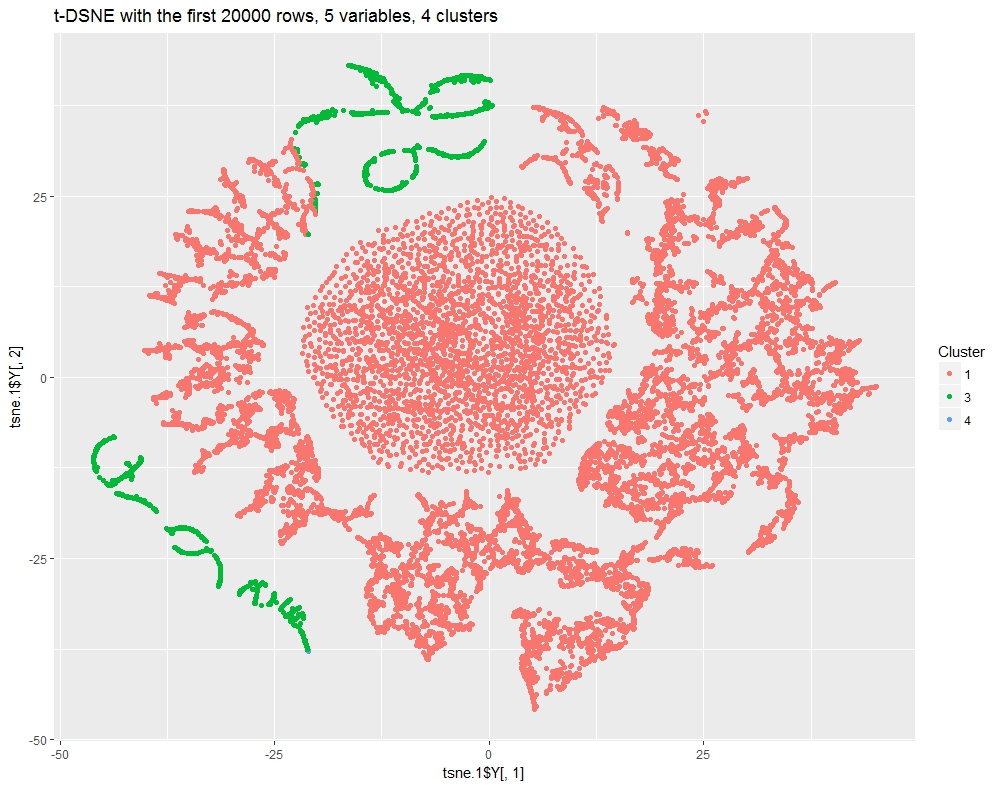 t-DSNE with the first 20000 rows, 5 variables, 4 clusters
25
0
-25
-50
tsne.1$Y[, 2]
-50
-25
0
25
tsne.1$Y[, 1]
Cluster
1
3
4